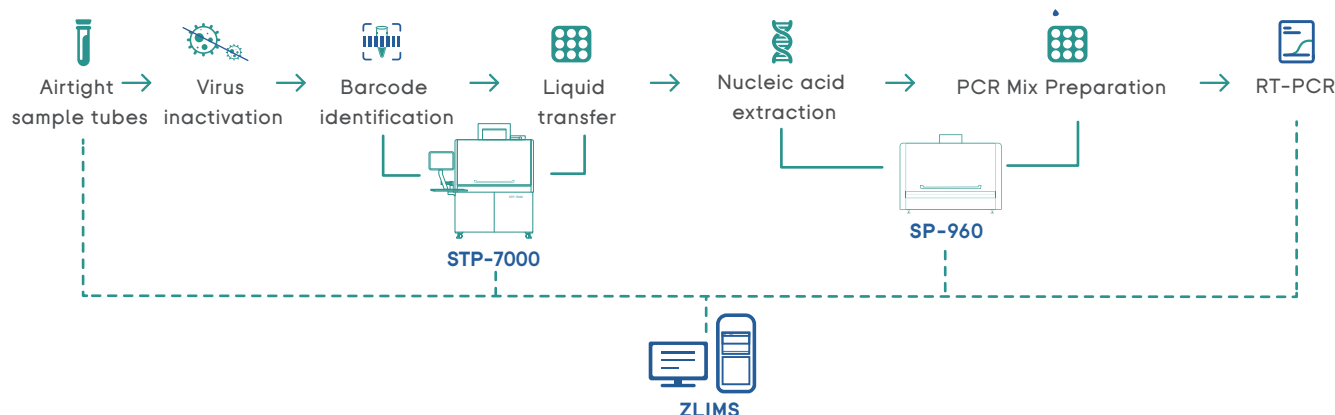 Airtight
sample tubes
Virus
inactivation
Barcode
identification
Liquid
transfer
Nucleic acid
extraction
PCR Mix Preparation
RT-PCR
STP-7000
SP-960
ZLIMS